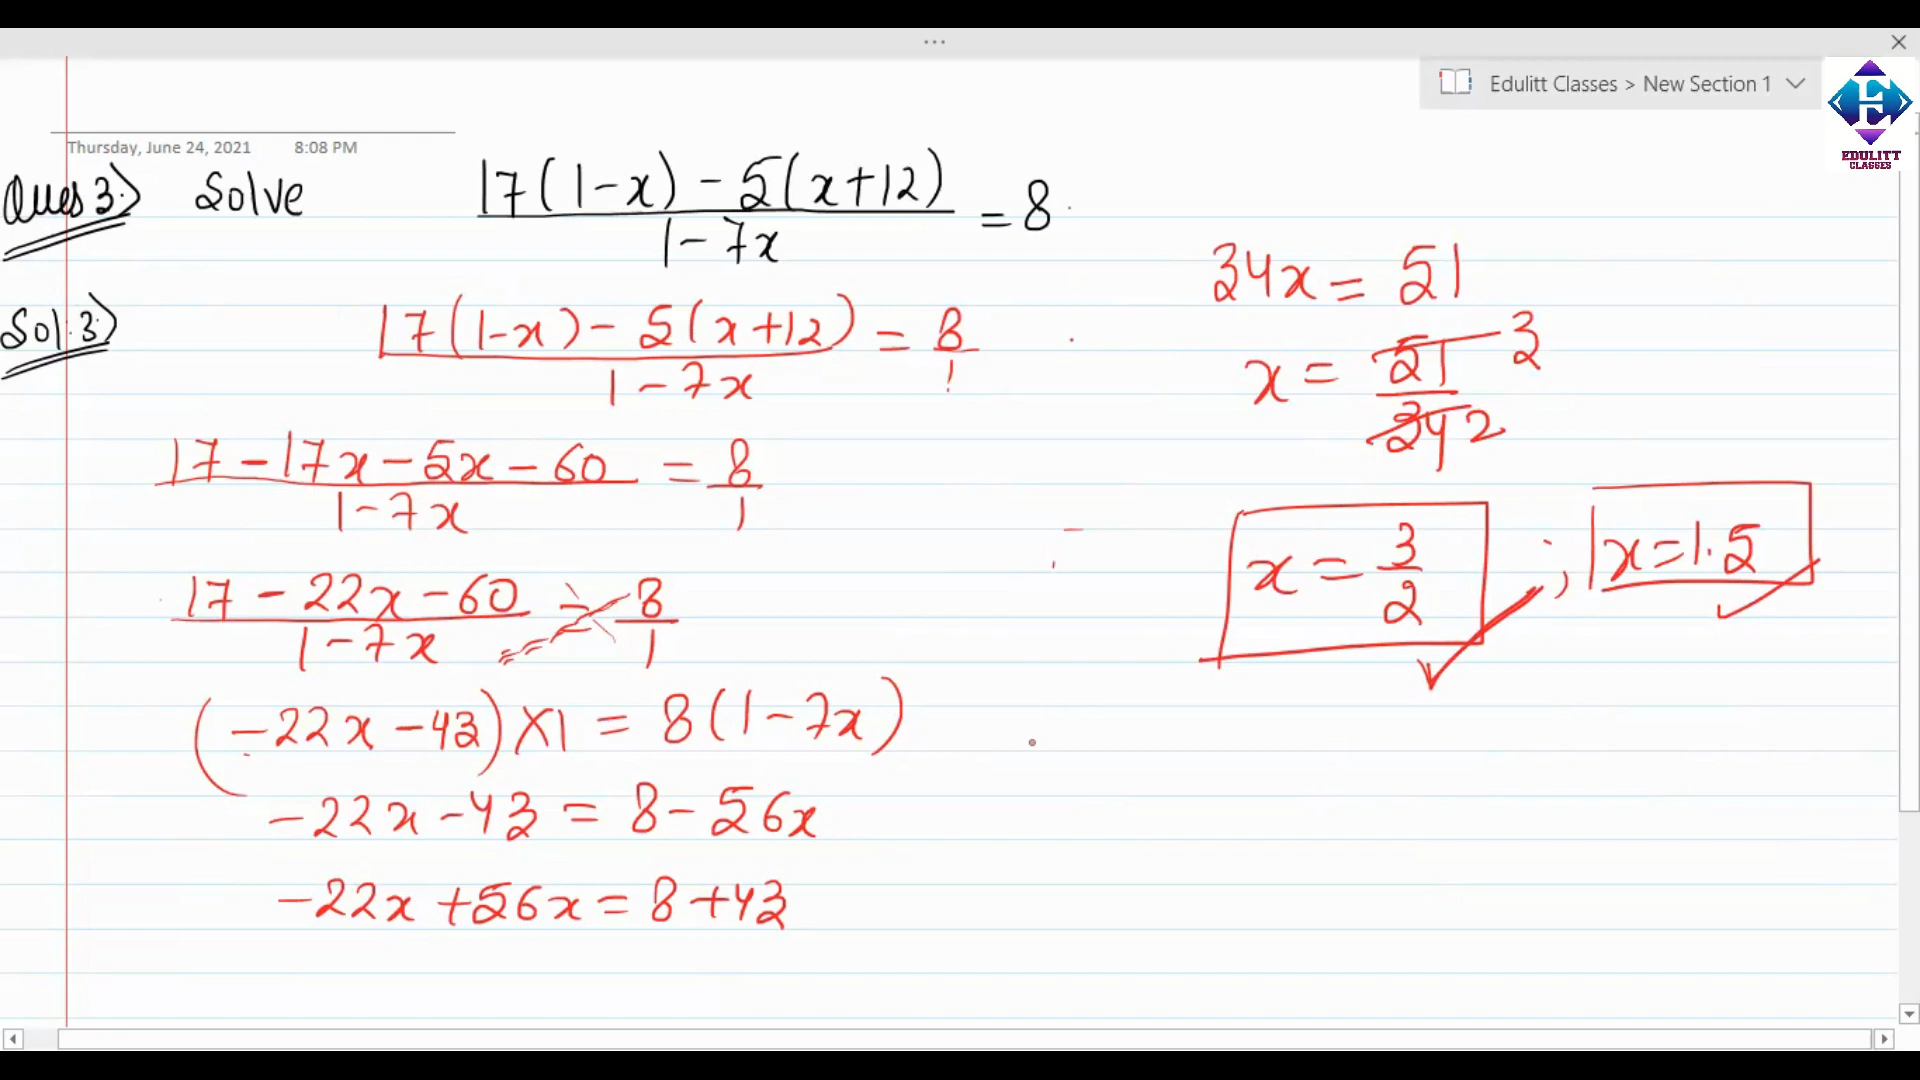 Edulitt Classes > New Section 1
EDULITT
CLASSES
Thursday, June 24, 2021 8:08 PM
Ques 3.) Solve (17(1-x) - 5(x+12))/(1-7x) = 8
Sol.3.) (17(1-x) - 5(x+12))/(1-7x) = 8/1
(17 - 17x - 5x - 60)/(1-7x) = 8/1
(17 - 22x - 60)/(1-7x) = 8/1
(-22x - 43) X1 = 8(1-7x)
-22x - 43 = 8 - 56x
-22x + 56x = 8 + 43
34x = 51
x = 51/34 3/2
x = 3/2 ; x = 1.5